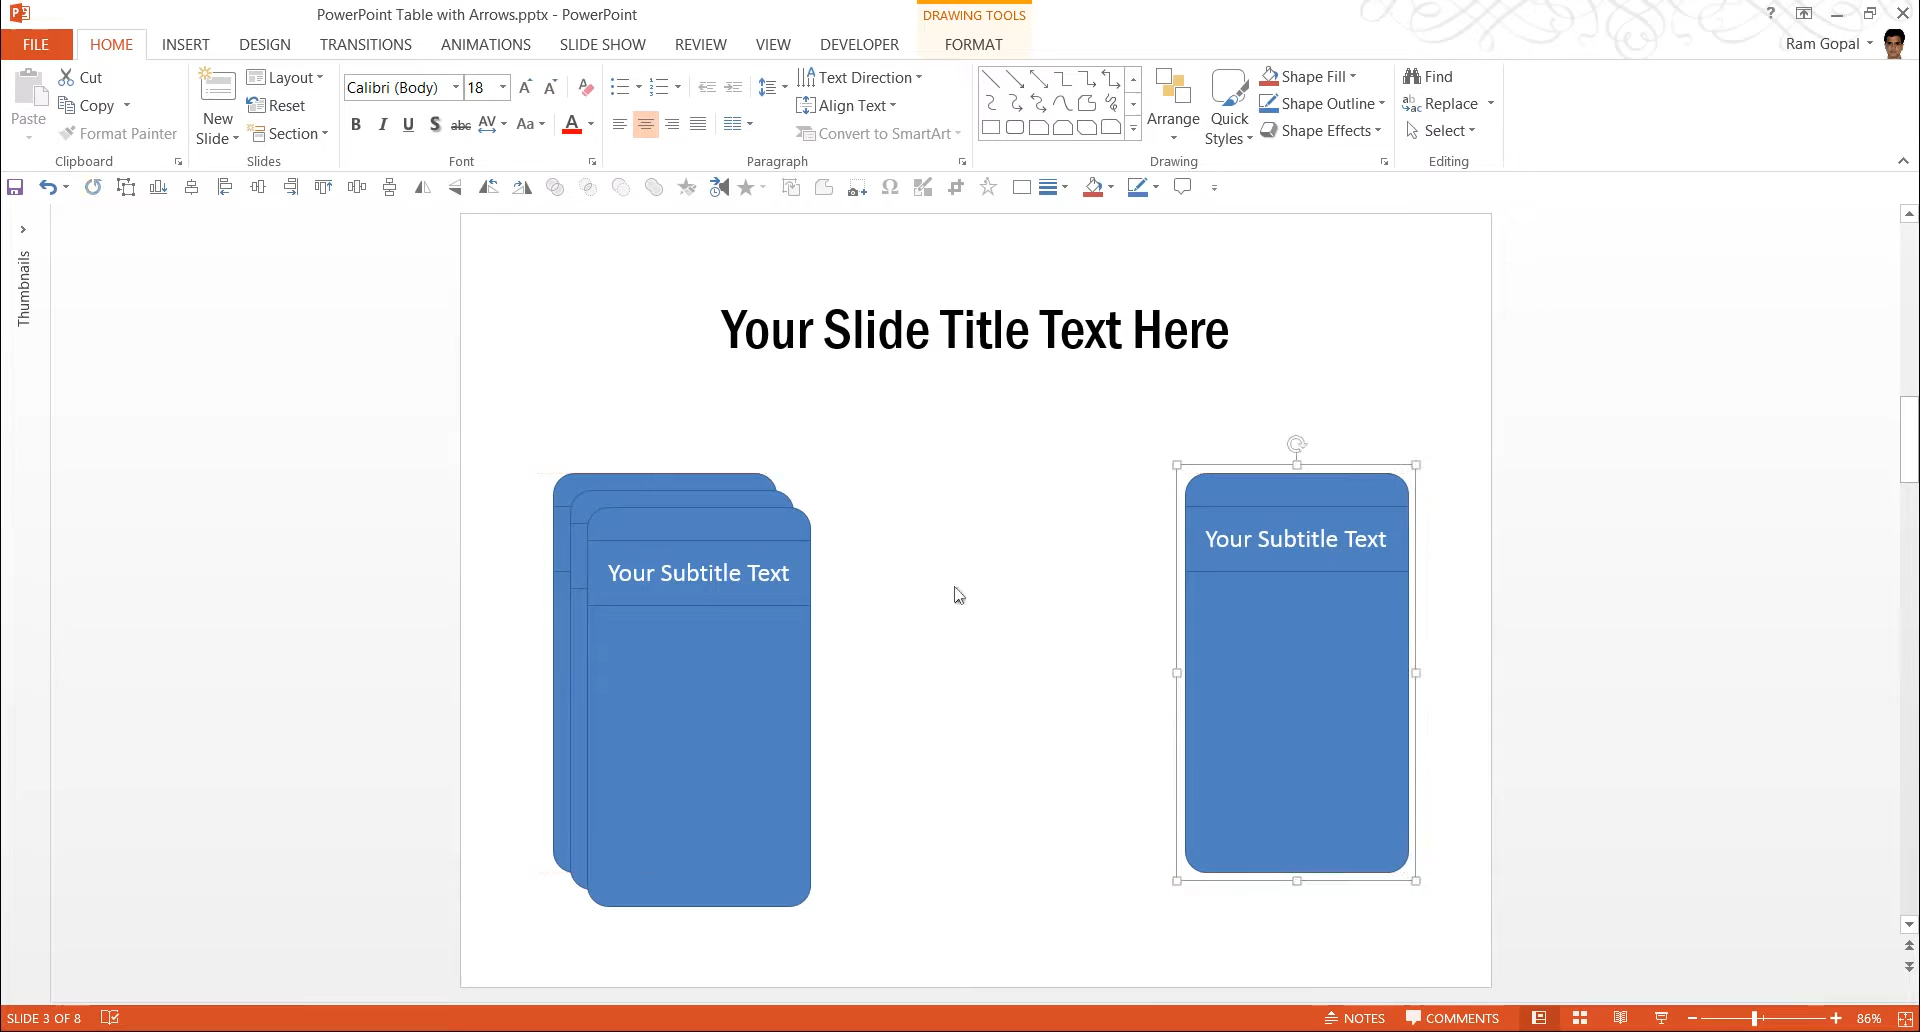 PowerPoint Table with Arrows.pptx - PowerPoint
DRAWING TOOLS
?
FILE HOME INSERT DESIGN TRANSITIONS ANIMATIONS SLIDE SHOW REVIEW VIEW DEVELOPER FORMAT
Ram Gopal
Paste
Cut
Copy
Format Painter
Clipboard
New
Slide
Layout
Reset
Section
Slides
Calibri (Body) 18
B I U S abc AV Aa A
Font
Text Direction
Align Text
Convert to SmartArt
Paragraph
Arrange
Quick
Styles
Shape Fill
Shape Outline
Shape Effects
Drawing
Find
Replace
Select
Editing
Thumbnails
Your Slide Title Text Here
Your Subtitle Text
Your Subtitle Text
SLIDE 3 OF 8
NOTES
COMMENTS
86%